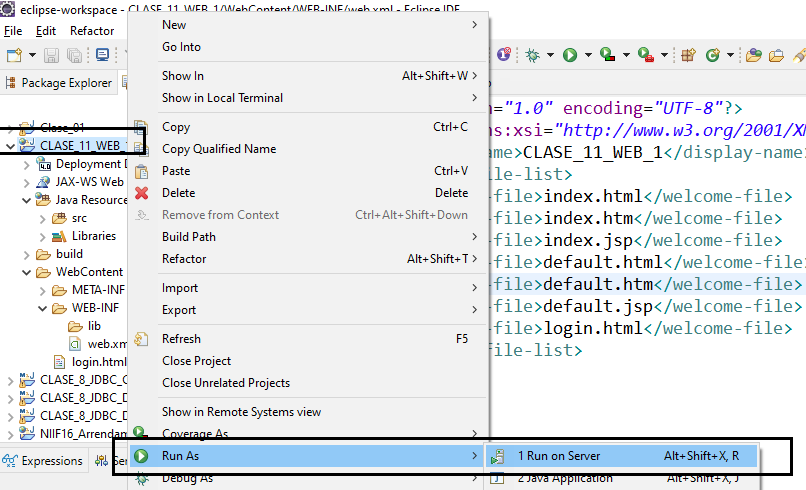 eclipse-workspace - CLASE_11_WEB_1/WebContent/WEB-INF/web.xml - Eclipse IDE
File Edit Refactor
Package Explorer
Clase_01
CLASE_11_WEB_1
Deployment D
JAX-WS Web
Java Resource
src
Libraries
build
WebContent
META-INF
WEB-INF
lib
web.xm
login.html
CLASE_8_JDBC_
CLASE_8_JDBC_D
CLASE_8_JDBC_D
NIIF16_Arrendan
Expressions Ser
New
Go Into
Show In Alt+Shift+W
Show in Local Terminal
Copy Ctrl+C
Copy Qualified Name
Paste Ctrl+V
Delete Delete
Remove from Context Ctrl+Alt+Shift+Down
Build Path
Refactor Alt+Shift+T
Import
Export
Refresh F5
Close Project
Close Unrelated Projects
Show in Remote Systems view
Coverage As
Run As
Debug As
1 Run on Server Alt+Shift+X, R
2 Java Application Alt+Shift+X, J
="1.0" encoding="UTF-8"?>
s:xsi="http://www.w3.org/2001/XM
ame>CLASE_11_WEB_1</display-name
file-list>
-file>index.html</welcome-file>
-file>index.htm</welcome-file>
-file>index.jsp</welcome-file>
-file>default.html</welcome-file>
-file>default.htm</welcome-file>
-file>default.jsp</welcome-file>
-file>login.html</welcome-file>
file-list>